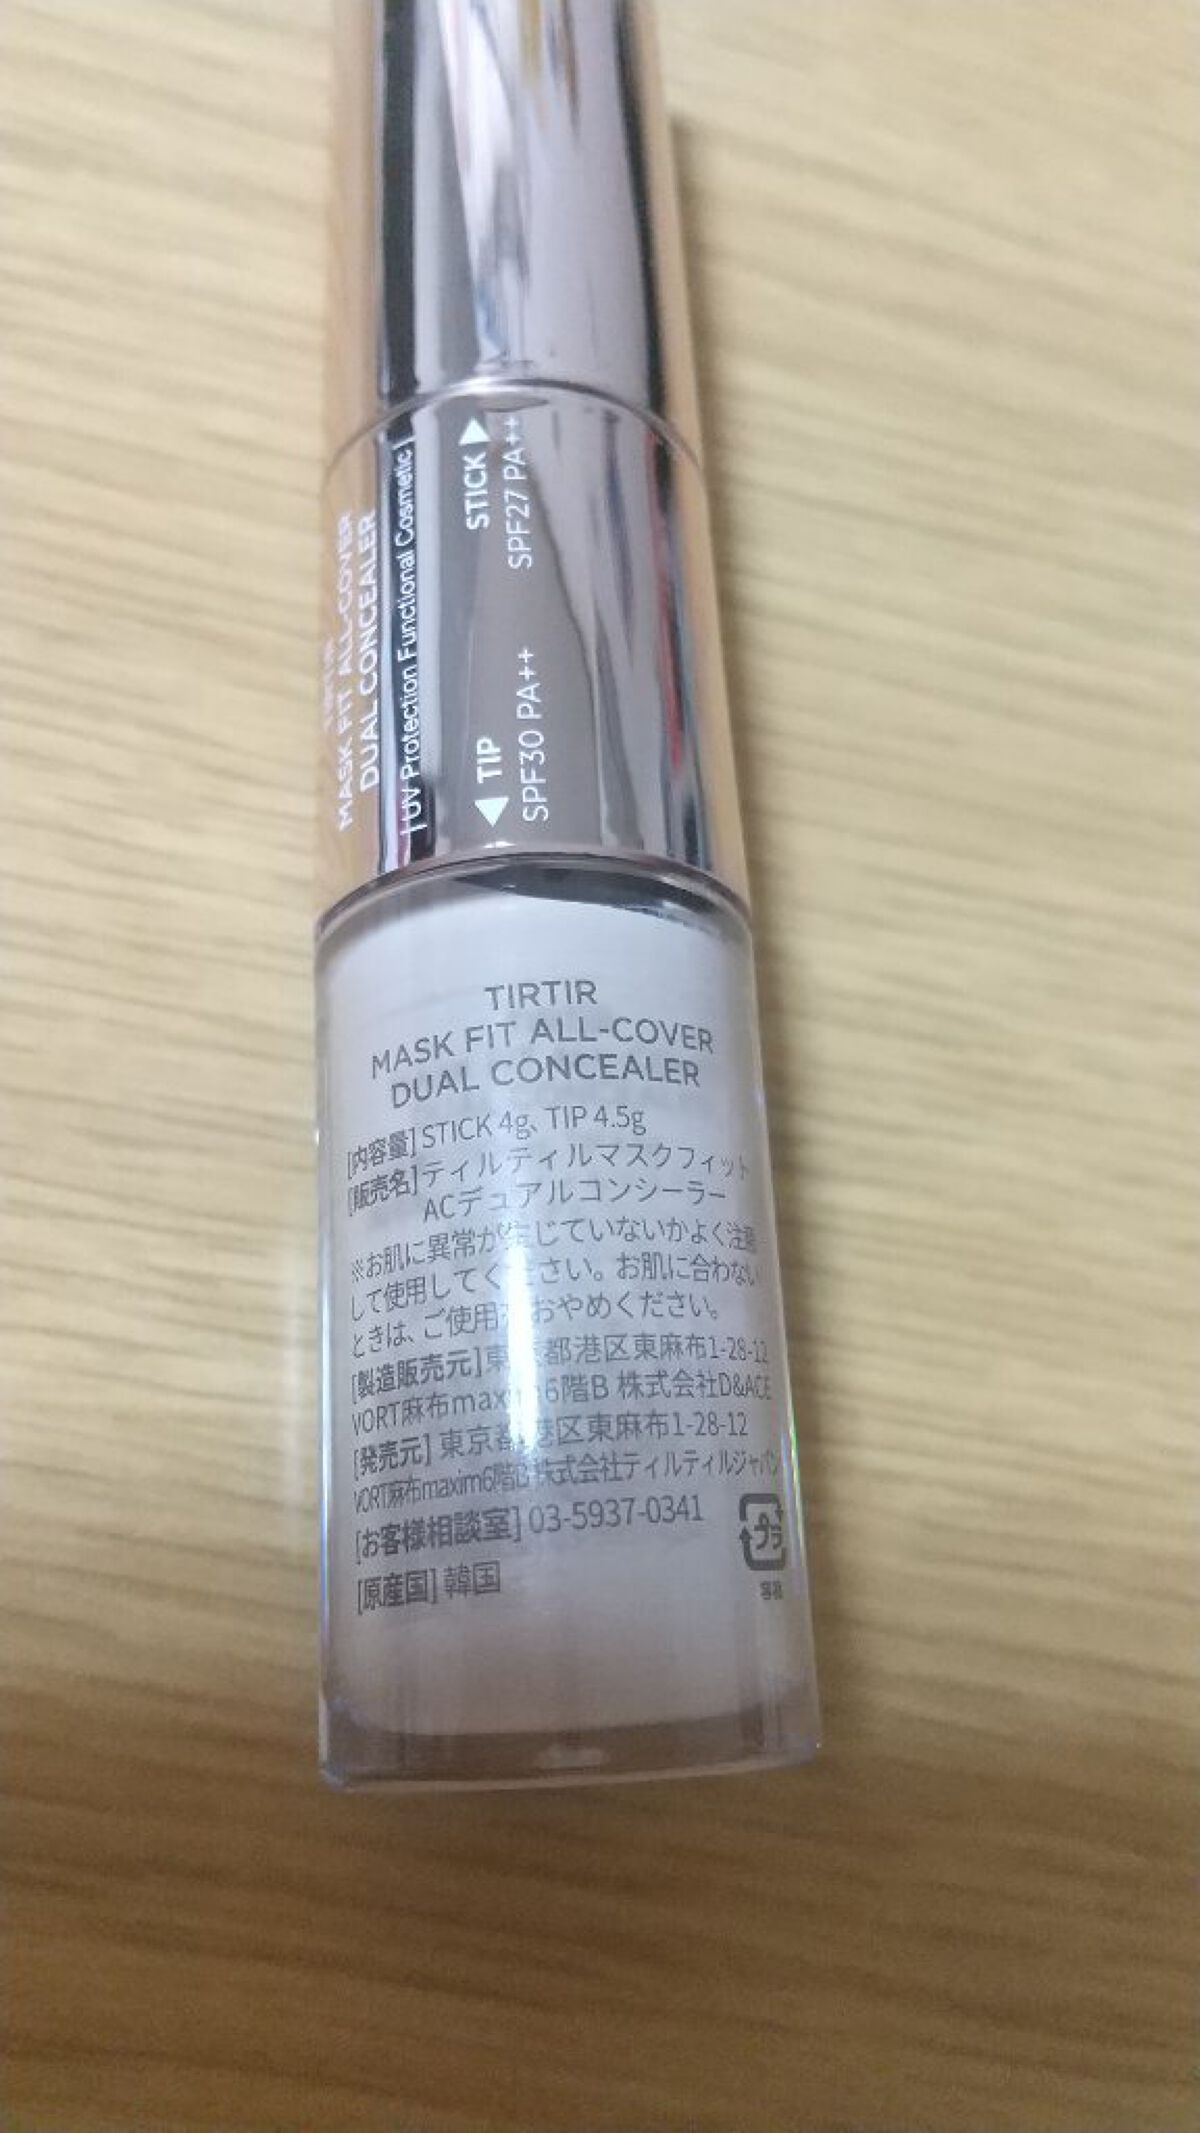 MASK FIT ALL-COVER
DUAL CONCEALER
| UV Protection Functional Cosmetic |
◀ TIP
SPF30 PA++
STICK ▶
SPF27 PA++
TIRTIR
MASK FIT ALL-COVER
DUAL CONCEALER
[内容量] STICK 4g、TIP 4.5g
[販売名] ティルティルマスクフィット
ACデュアルコンシーラー
※お肌に異常が生じていないかよく注意
して使用してください。お肌に合わない
ときは、ご使用をおやめください。
[製造販売元] 東京都港区東麻布1-28-12
VORT麻布maxim6階B 株式会社D&ACE
[発売元] 東京都港区東麻布1-28-12
VORT麻布maxim6階B 株式会社ティルティルジャパン
[お客様相談室] 03-5937-0341
[原産国] 韓国
プラ
容器